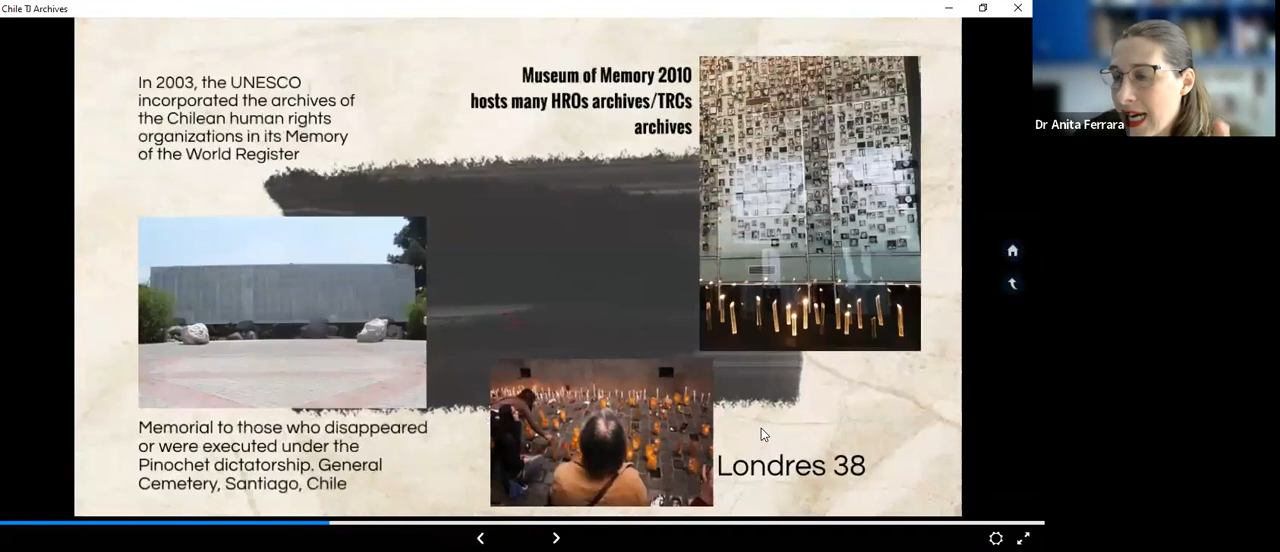 Chile TJ Archives
In 2003, the UNESCO
incorporated the archives of
the Chilean human rights
organizations in its Memory
of the World Register
Museum of Memory 2010
hosts many HROs archives/TRCs
archives
Dr Anita Ferrara
Memorial to those who disappeared
or were executed under the
Pinochet dictatorship. General
Cemetery, Santiago, Chile
Londres 38